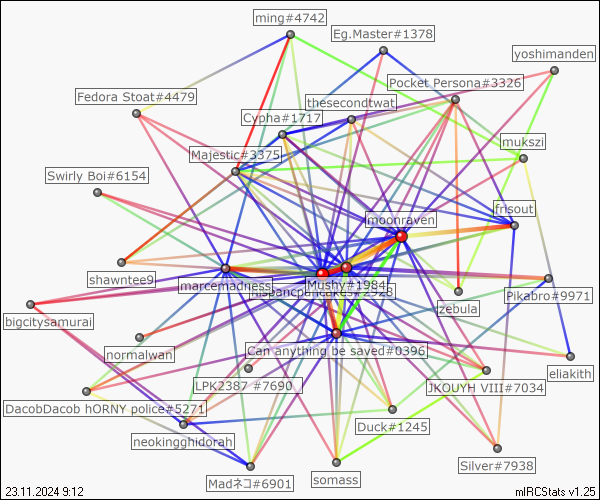 ming#4742
Eg.Master#1378
yoshimanden
Pocket Persona#3326
Fedora Stoat#4479
thesecondtwat
Cypha#1717
mukszi
Majestic#3375
Swirly Boi#6154
frisout
moonraven
shawntee9
marcemadness
Mushy#1984
Pikabro#9971
zebula
bigcitysamurai
Can anything be saved#0396
normalwan
eliakith
LPK2387 #7690
JKOUYH VIII#7034
DacobDacob hORNY police#5271
Duck#1245
neokingghidorah
Silver#7938
Madネコ#6901
somass
23.11.2024 9:12
mIRCStats v1.25